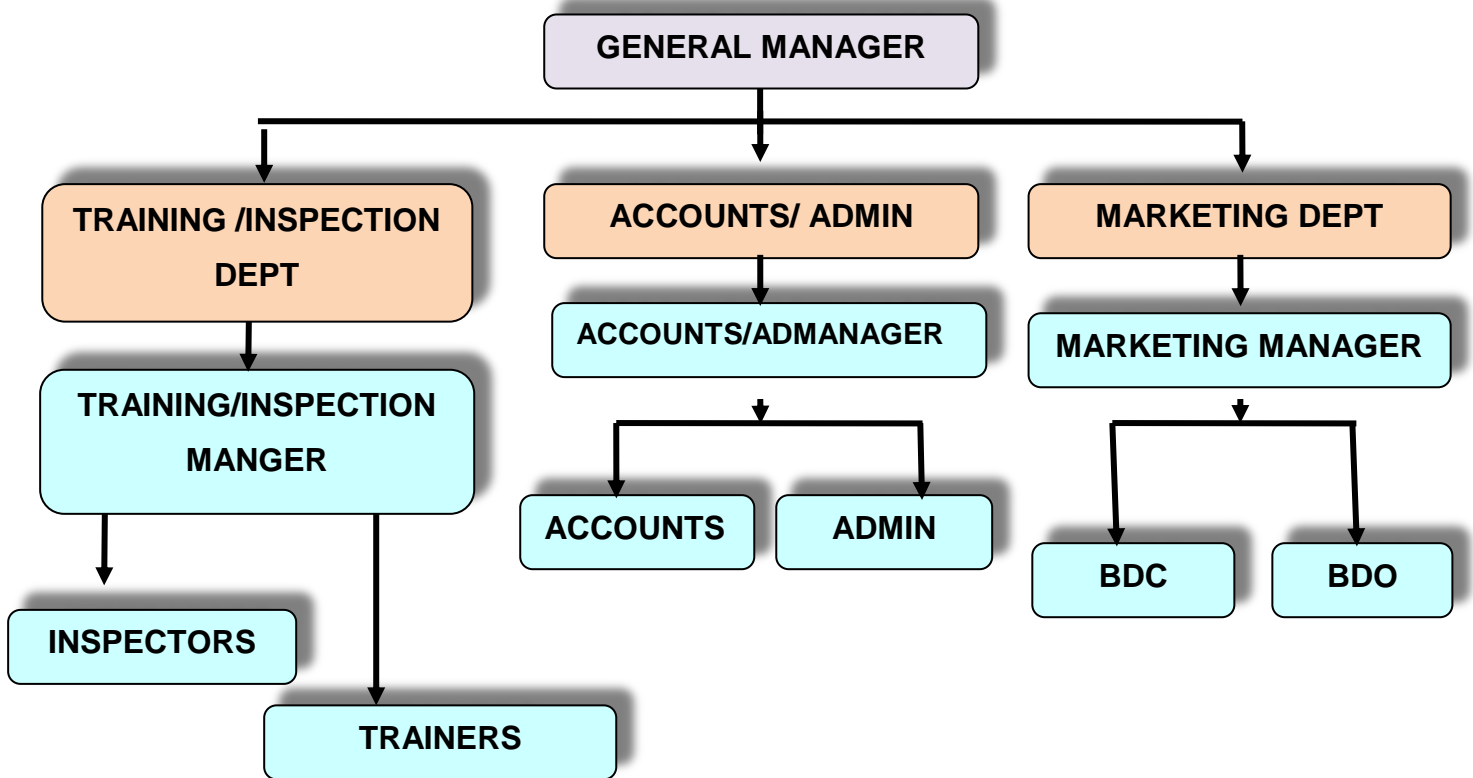 GENERAL MANAGER
TRAINING /INSPECTION
DEPT
ACCOUNTS/ ADMIN
MARKETING DEPT
ACCOUNTS/ADMANAGER
MARKETING MANAGER
TRAINING/INSPECTION
MANGER
ACCOUNTS
ADMIN
BDC
BDO
INSPECTORS
TRAINERS